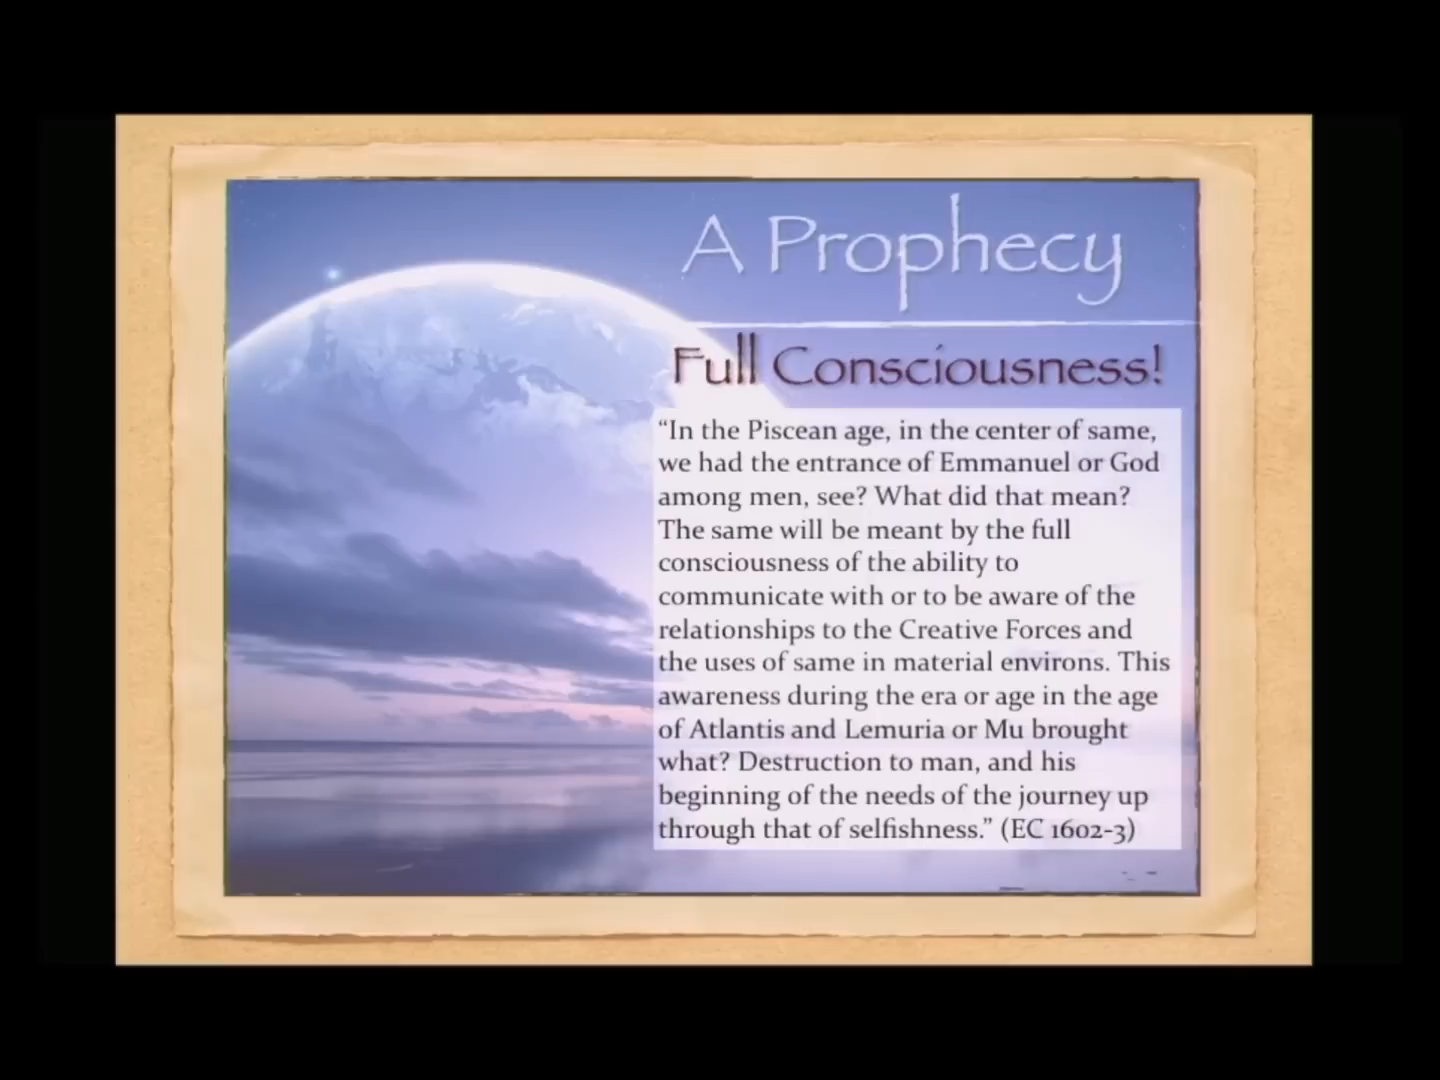 A Prophecy
Full Consciousness!
“In the Piscean age, in the center of same,
we had the entrance of Emmanuel or God
among men, see? What did that mean?
The same will be meant by the full
consciousness of the ability to
communicate with or to be aware of the
relationships to the Creative Forces and
the uses of same in material environs. This
awareness during the era or age in the age
of Atlantis and Lemuria or Mu brought
what? Destruction to man, and his
beginning of the needs of the journey up
through that of selfishness.” (EC 1602-3)